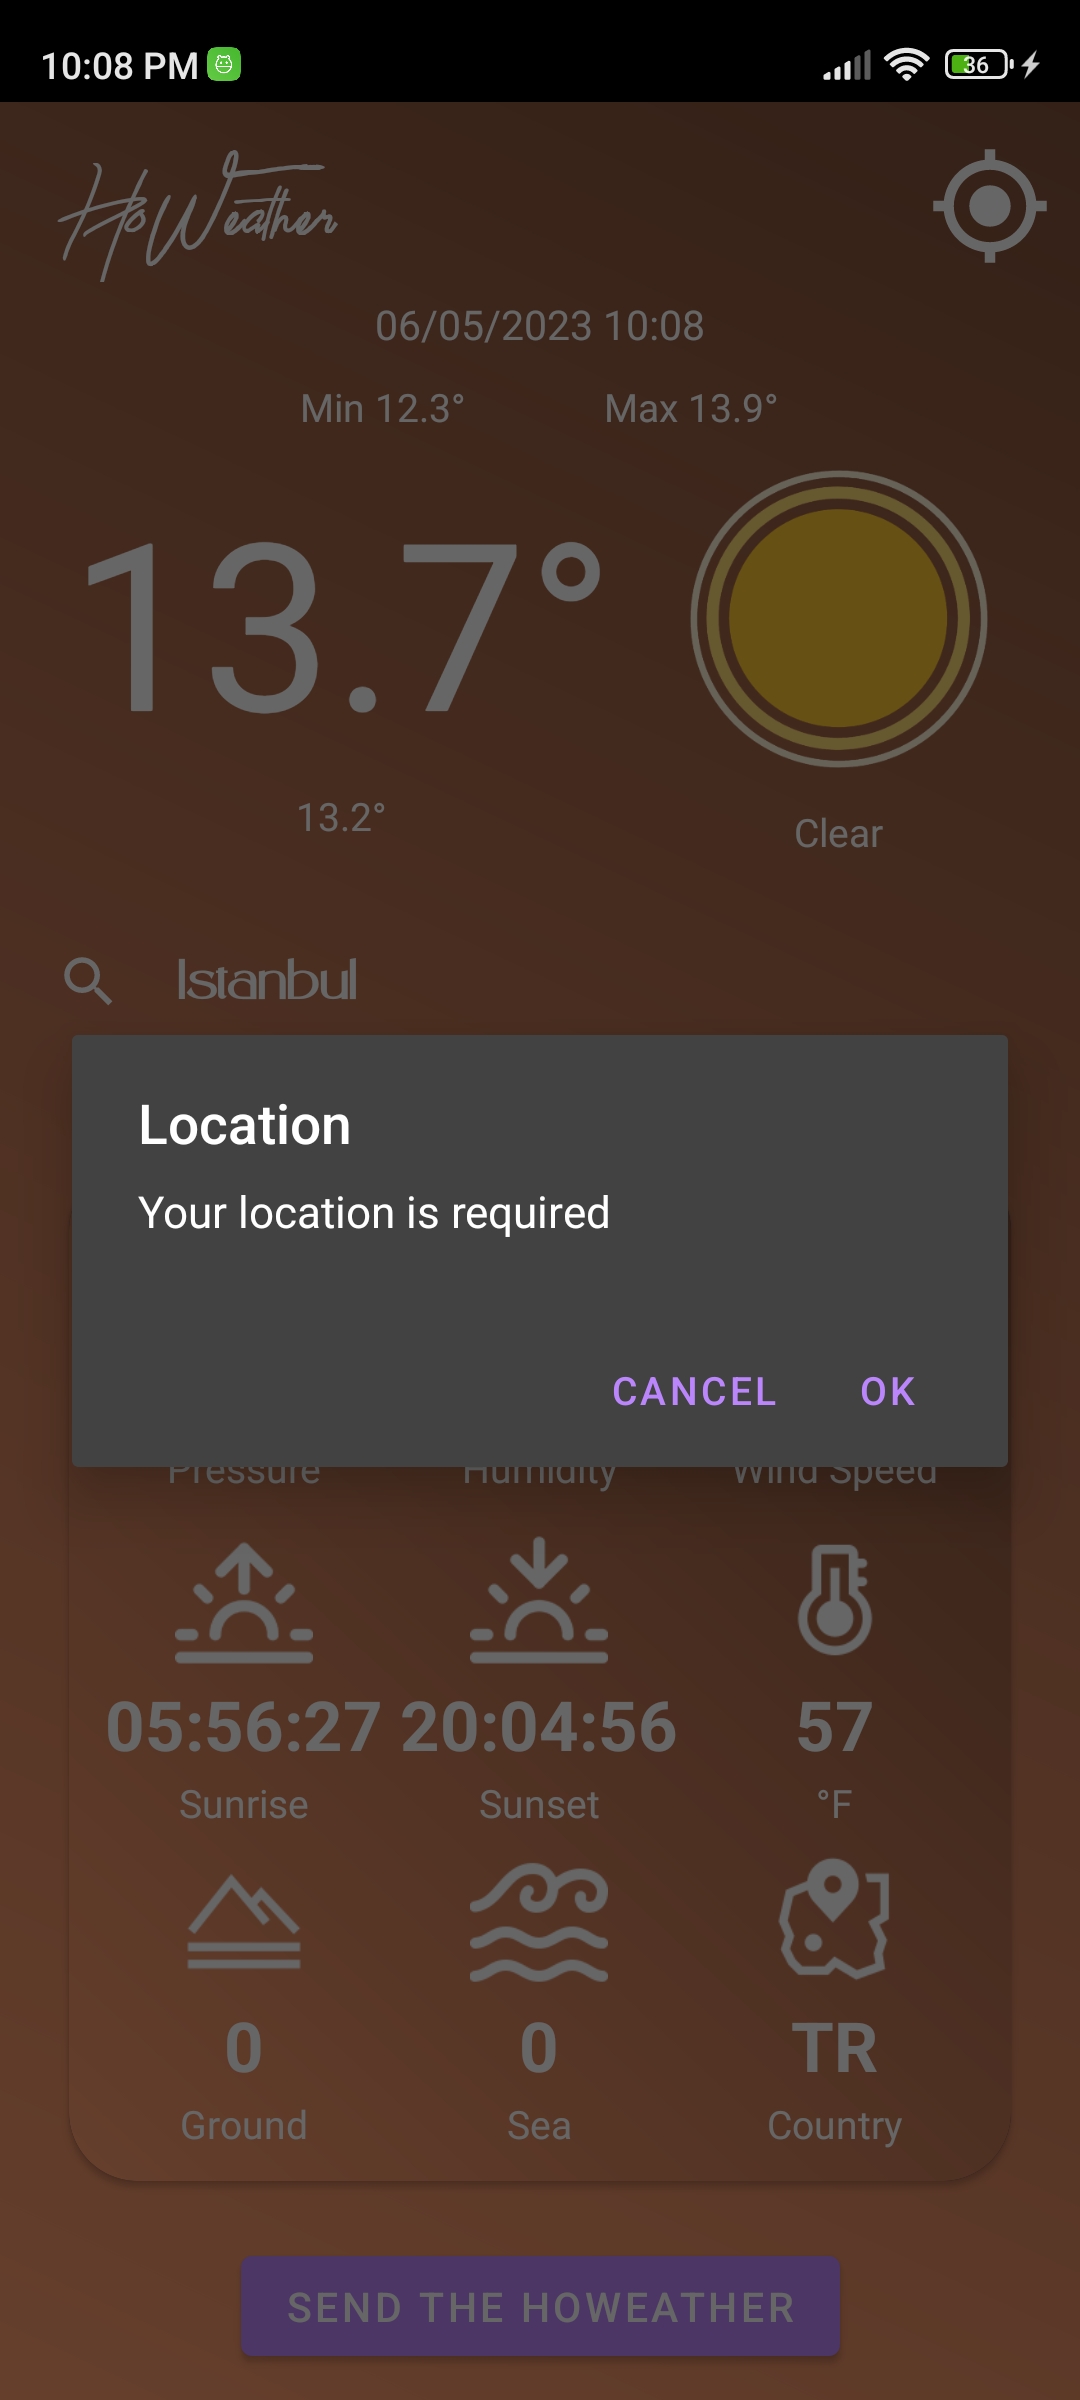 10:08 PM
36
HoWeather
06/05/2023 10:08
Min 12.3° Max 13.9°
13.7°
13.2°
Clear
Istanbul
Location
Your location is required
CANCEL OK
Pressure Humidity Wind Speed
05:56:27 20:04:56 57
Sunrise Sunset °F
0 0 TR
Ground Sea Country
SEND THE HOWEATHER